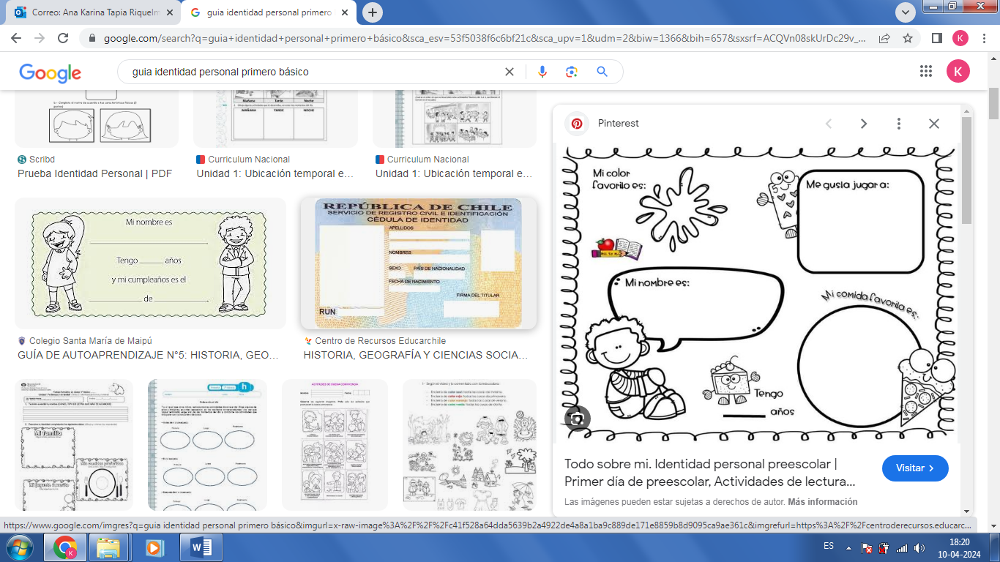 Correo: Ana Karina Tapia Riquelm
guia identidad personal primero
google.com/search?q=guia+identidad+personal+primero+básico&sca_esv=53f5038f6c6bf21c&sca_upv=1&udm=2&biw=1366&bih=657&sxsrf=ACQVn08skUrDc29v_...
K
Google
guia identidad personal primero básico
K
Mañana Tarde Noche
MAÑANA TARDE NOCHE
Scribd
Prueba Identidad Personal | PDF
Curriculum Nacional
Unidad 1: Ubicación temporal e...
Curriculum Nacional
Unidad 1: Ubicación temporal e...
Mi nombre es
Tengo ______ años
y mi cumpleaños es el
de
Colegio Santa María de Maipú
GUÍA DE AUTOAPRENDIZAJE N°5: HISTORIA, GEO...
REPÚBLICA DE CHILE
SERVICIO DE REGISTRO CIVIL E IDENTIFICACIÓN
CÉDULA DE IDENTIDAD
APELLIDOS
NOMBRES
SEXO PAÍS DE NACIONALIDAD
FECHA DE NACIMIENTO
FIRMA DEL TITULAR
RUN
Centro de Recursos Educarchile
HISTORIA, GEOGRAFÍA Y CIENCIAS SOCIA...
Mi familia
Mi comida preferida
Mi juguete favorito
h
Pinterest
Mi color
favorito es:
Me gusta jugar a:
Mi nombre es:
Mi comida favorita es:
Tengo
______ años
Todo sobre mi. Identidad personal preescolar |
Primer día de preescolar, Actividades de lectura...
Visitar
Las imágenes pueden estar sujetas a derechos de autor. Más información
https://www.google.com/imgres?q=guia identidad personal primero básico&imgurl=x-raw-image%3A%2F%2F%2Fc41f528a64dda5639b2a4922de4a8a1ba9c889de171e8859b8d9095ca9ae361c&imgrefurl=https%3A%2F%2Fcentroderecursos.educarc...
ES
18:20
10-04-2024